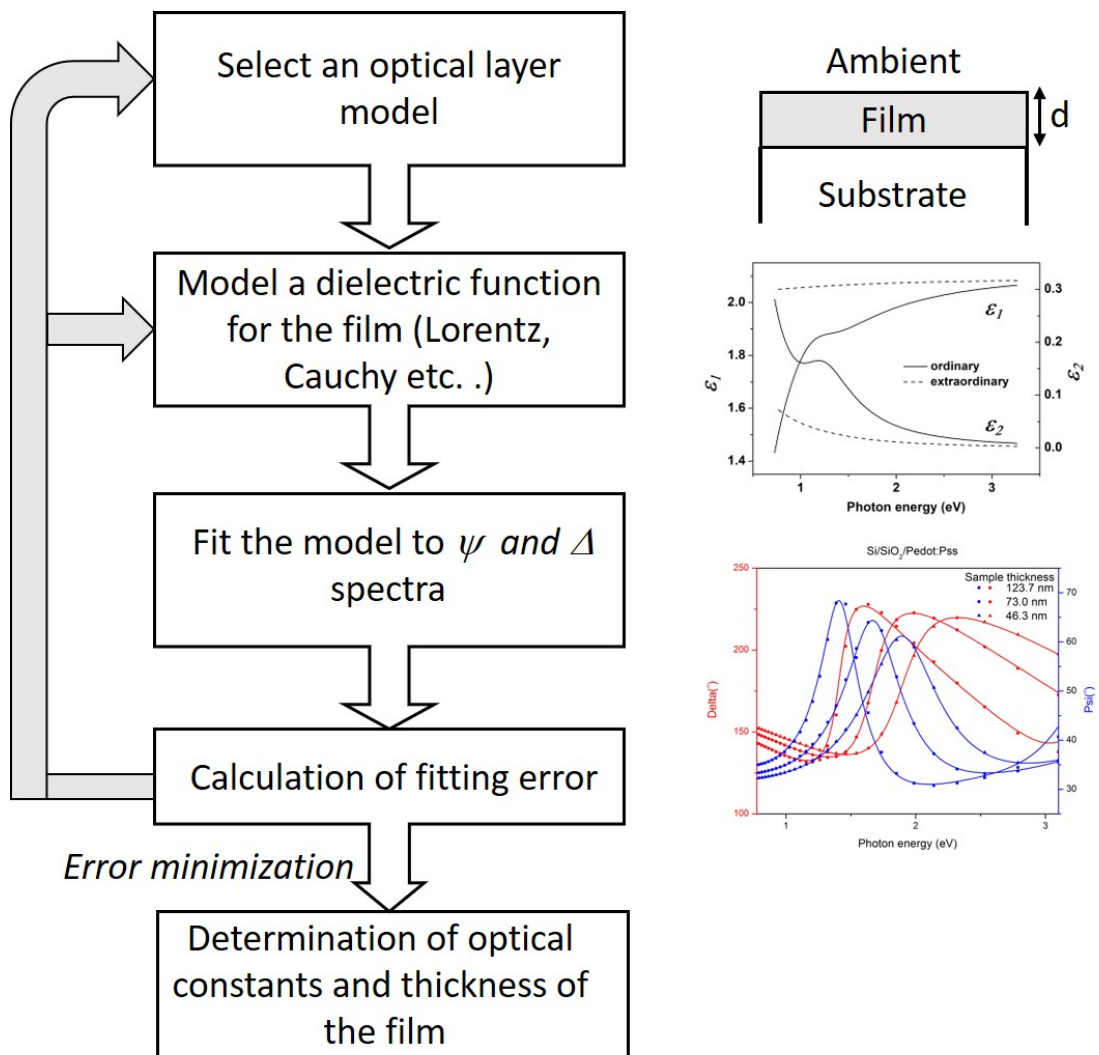 Select an optical layer
model
Model a dielectric function
for the film (Lorentz,
Cauchy etc. .)
Fit the model to ψ and Δ
spectra
Calculation of fitting error
Error minimization
Determination of optical
constants and thickness of
the film
Ambient
Film
d
Substrate
2.0
1.8
1.6
1.4
ε1
0.3
0.2
0.1
0.0
ε2
ε1
ordinary
extraordinary
ε2
1
2
3
Photon energy (eV)
Si/SiO2/Pedot:Pss
250
200
150
100
Delta(°)
Sample thickness
123.7 nm
73.0 nm
46.3 nm
70
60
50
40
30
Psi(°)
1
2
3
Photon energy (eV)